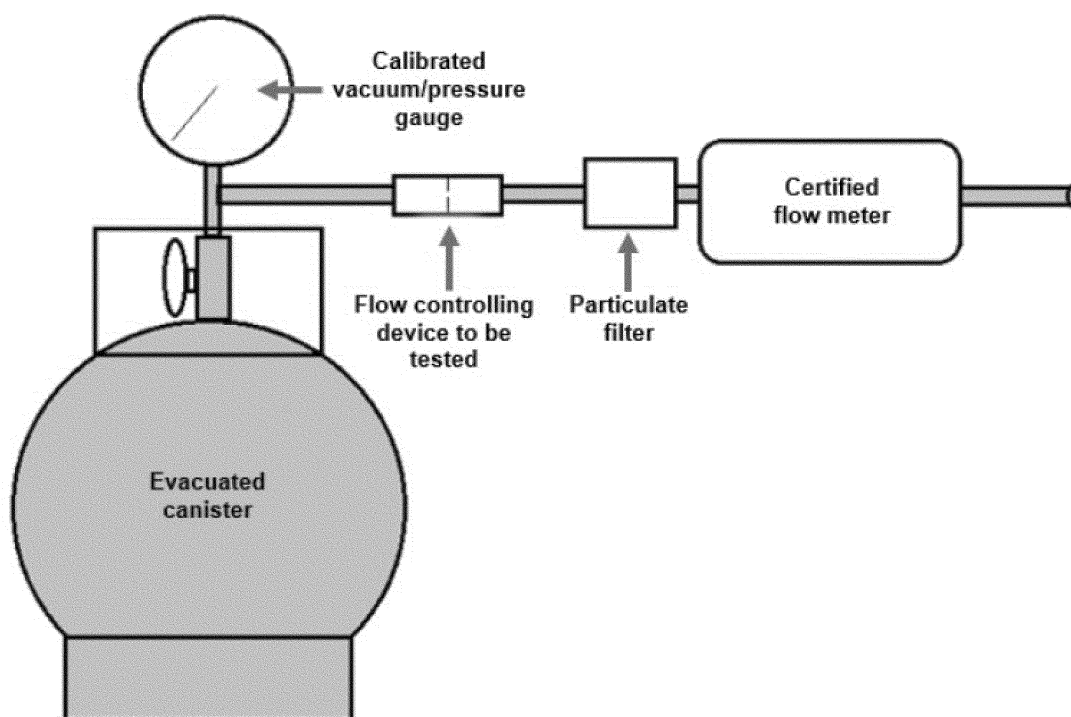 Calibrated
vacuum/pressure
gauge
Certified
flow meter
Flow controlling
device to be
tested
Particulate
filter
Evacuated
canister